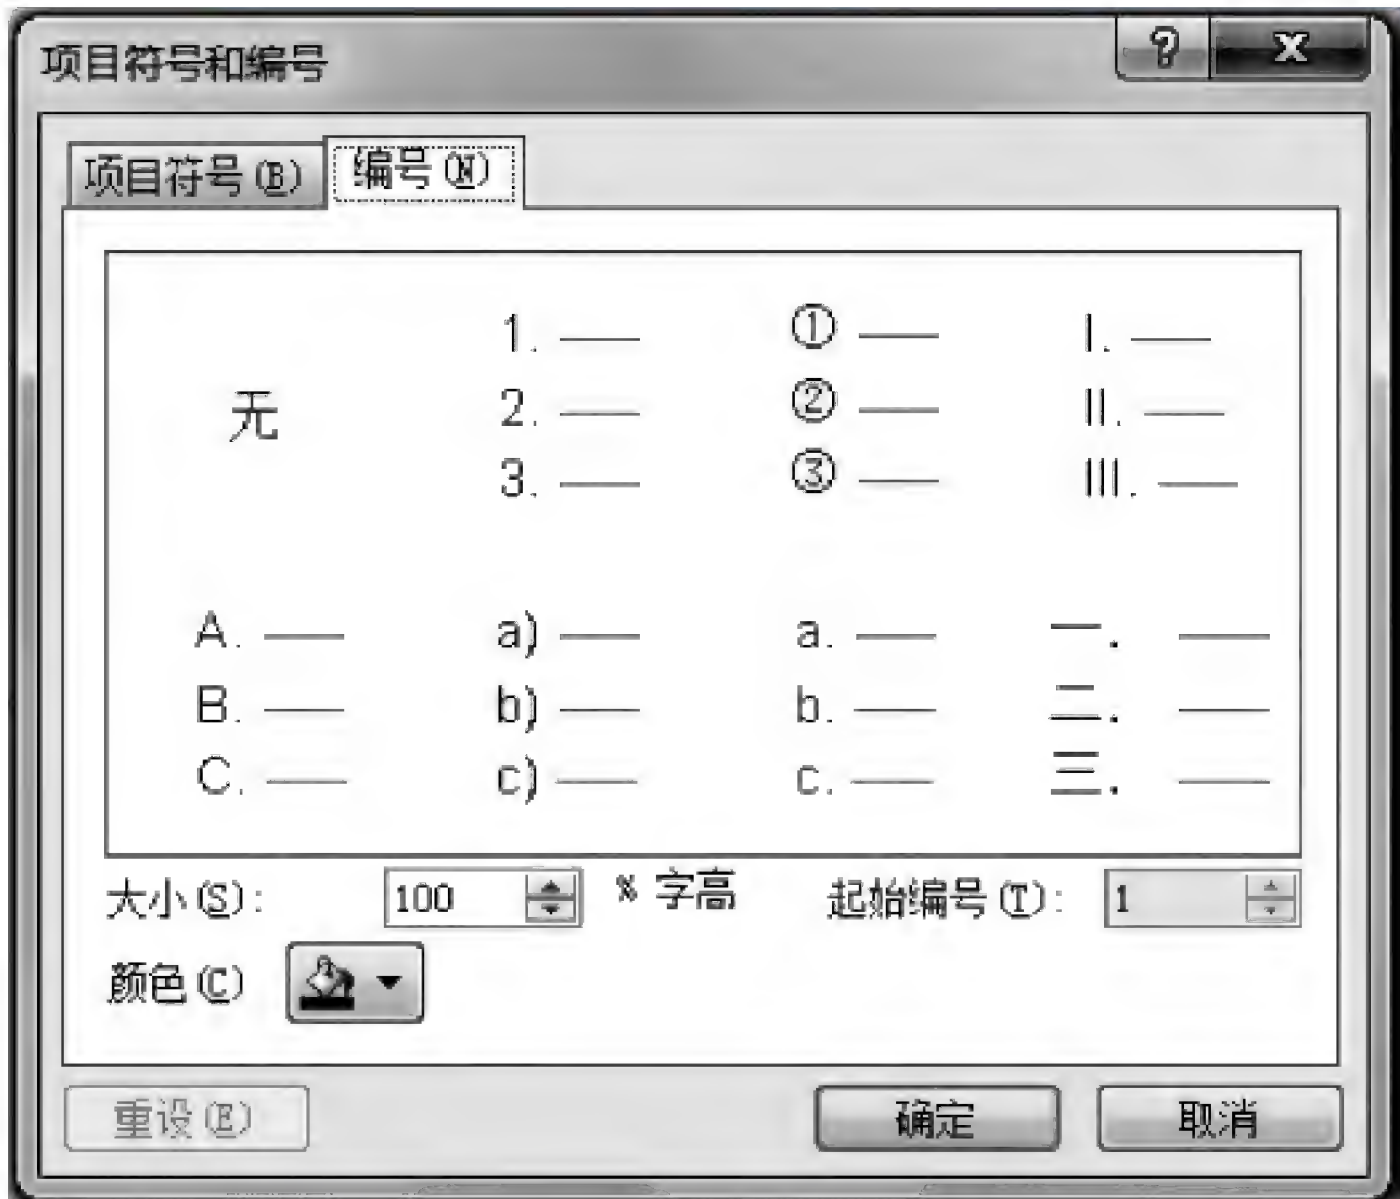 项目符号和编号
项目符号(B) 编号(N)
无
1.
2.
3.
①
②
③
I.
II.
III.
A.
B.
C.
a)
b)
c)
a.
b.
c.
一.
二.
三.
大小(S): 100 % 字高 起始编号(T): 1
颜色(C)
重设(E) 确定 取消